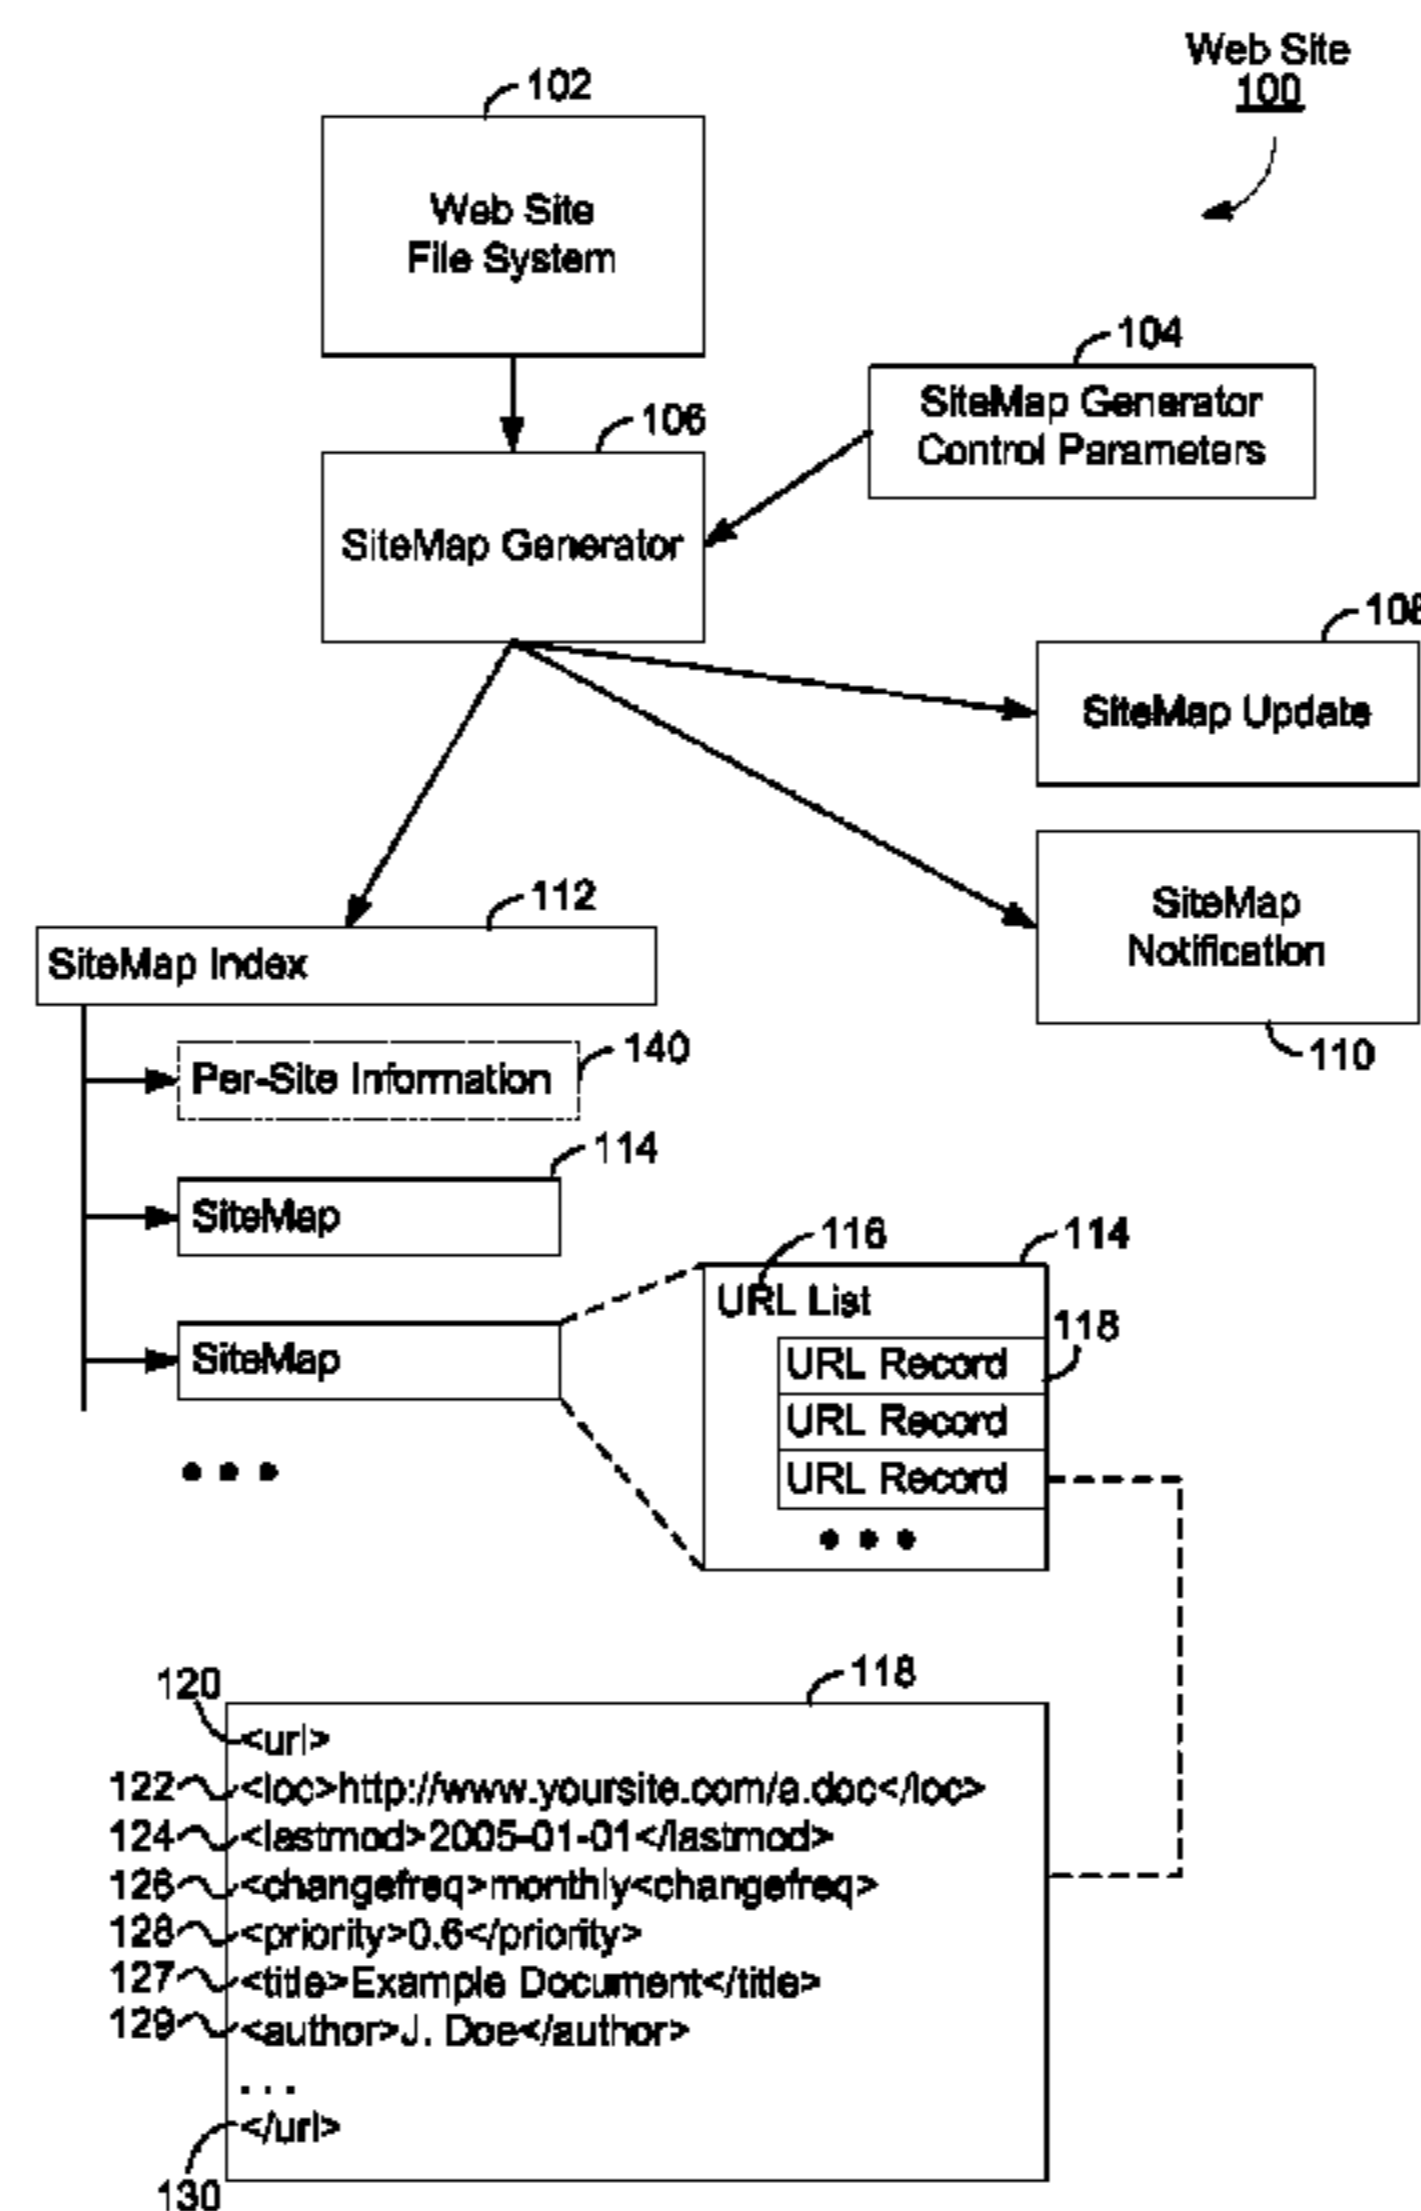 Web Site
100
102
Web Site
File System
104
SiteMap Generator
Control Parameters
106
SiteMap Generator
108
SiteMap Update
SiteMap
Notification
110
112
SiteMap Index
140
Per-Site Information
114
SiteMap
SiteMap
116
114
URL List
118
URL Record
URL Record
URL Record
118
120
<url>
122 <loc>http://www.yoursite.com/a.doc</loc>
124 <lastmod>2005-01-01</lastmod>
126 <changefreq>monthly<changefreq>
128 <priority>0.6</priority>
127 <title>Example Document</title>
129 <author>J. Doe</author>
. . .
</url>
130